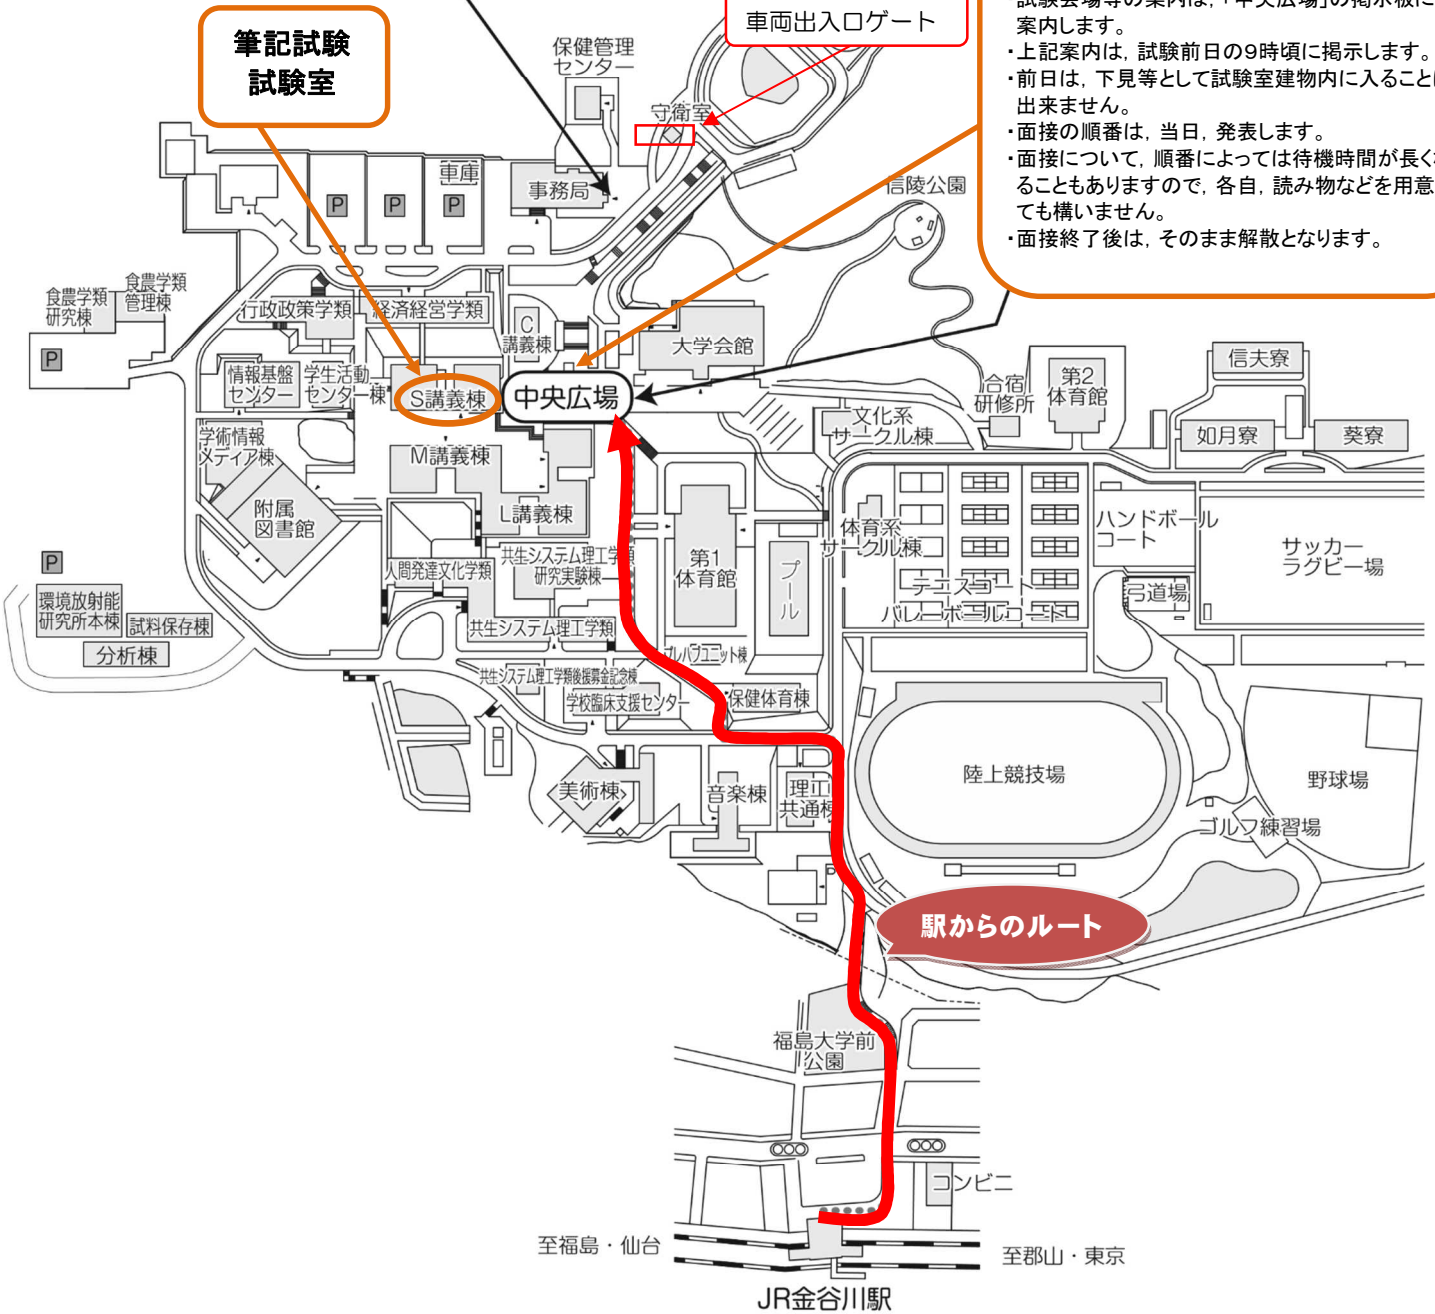 試験会場等の案内は，「中央広場」の掲示板に
案内します。
・上記案内は，試験前日の９時頃に掲示します。
・前日は，下見等として試験室建物内に入ること
出来ません。
・面接の順番は，当日，発表します。
・面接について，順番によっては待機時間が長く
ることもありますので，各自，読み物などを用意
ても構いません。
・面接終了後は，そのまま解散となります。
車両出入口ゲート
筆記試験
試験室
保健管理
センター
守衛室
車庫
事務局
P
P
P
信陵公園
食農学類
研究棟
食農学類
管理棟
行政政策学類
経済経営学類
C
講義棟
大学会館
P
情報基盤
センター
学生活動
センター棟
S講義棟
中央広場
合宿
研修所
第2
体育館
信夫寮
如月寮
葵寮
文化系
サークル棟
学術情報
メディア棟
M講義棟
附属
図書館
L講義棟
体育系
サークル棟
ハンドボール
コート
サッカー
ラグビー場
テニスコート
バレーボールコート
弓道場
第1
体育館
プール
P
人間発達文化学類
共生システム理工学類
研究実験棟
環境放射能
研究所本棟
試料保存棟
分析棟
共生システム理工学類
プレハブユニット棟
共生システム理工学類後援募金記念棟
学校臨床支援センター
保健体育棟
美術棟
音楽棟
理工
共通棟
陸上競技場
野球場
ゴルフ練習場
駅からのルート
福島大学前
公園
コンビニ
至福島・仙台
至郡山・東京
JR金谷川駅